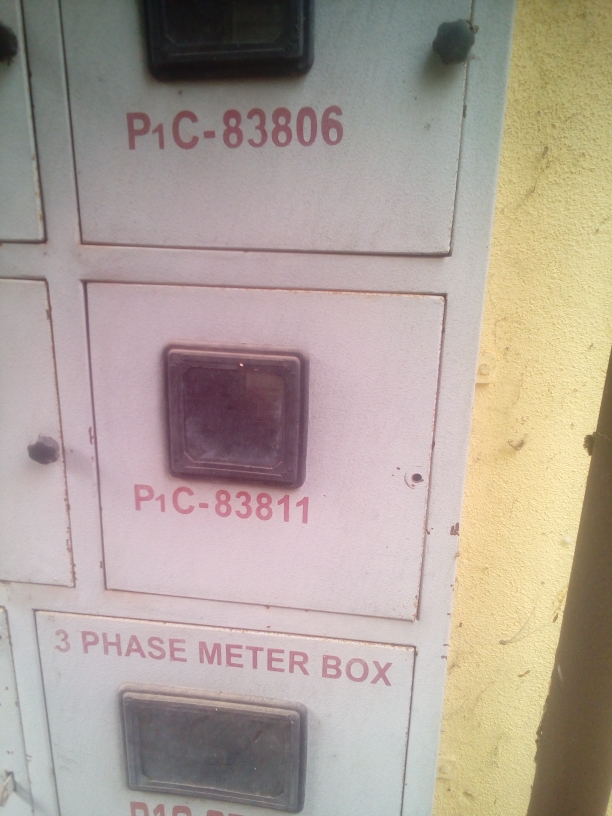 P1C-83806
P1C-83811
3 PHASE METER BOX